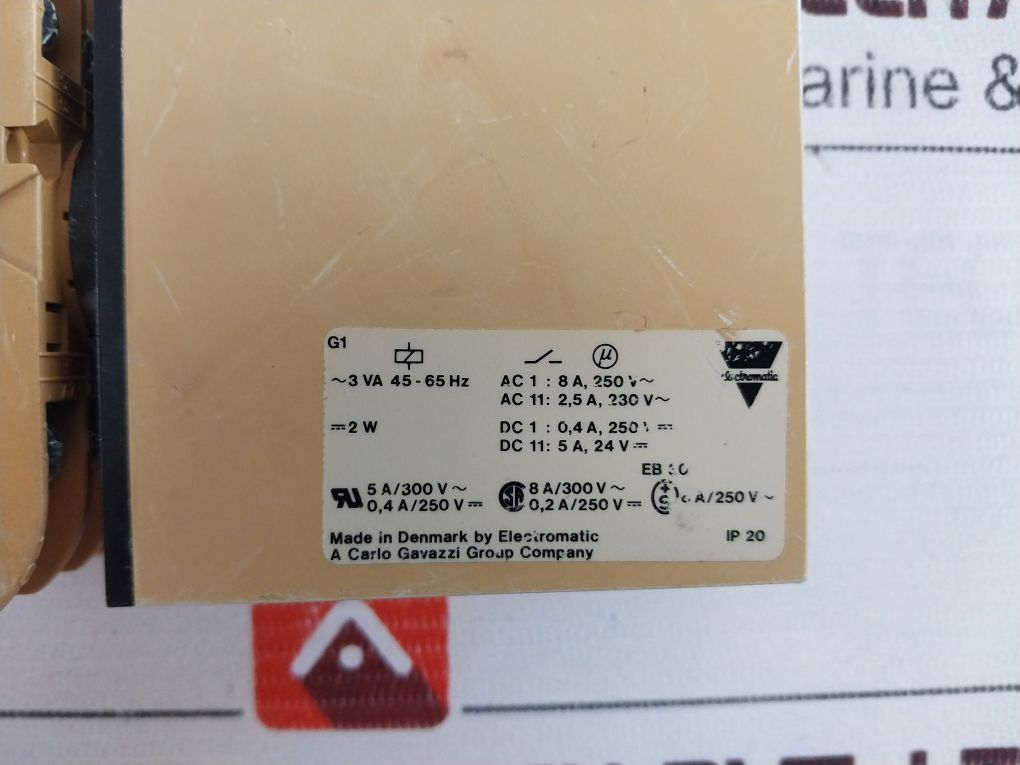 arine &
G1
µ
~3 VA 45-65 Hz
AC 1 : 8 A, 250 V~
AC 11: 2,5 A, 230 V~
electromatic
⎓2 W
DC 1 : 0,4 A, 250 V ⎓
DC 11: 5 A, 24 V⎓
EB
5 A/300 V~
0,4 A/250 V⎓
8 A/300 V~
0,2 A/250 V⎓
A/250 V ~
Made in Denmark by Electromatic
A Carlo Gavazzi Group Company
IP 20